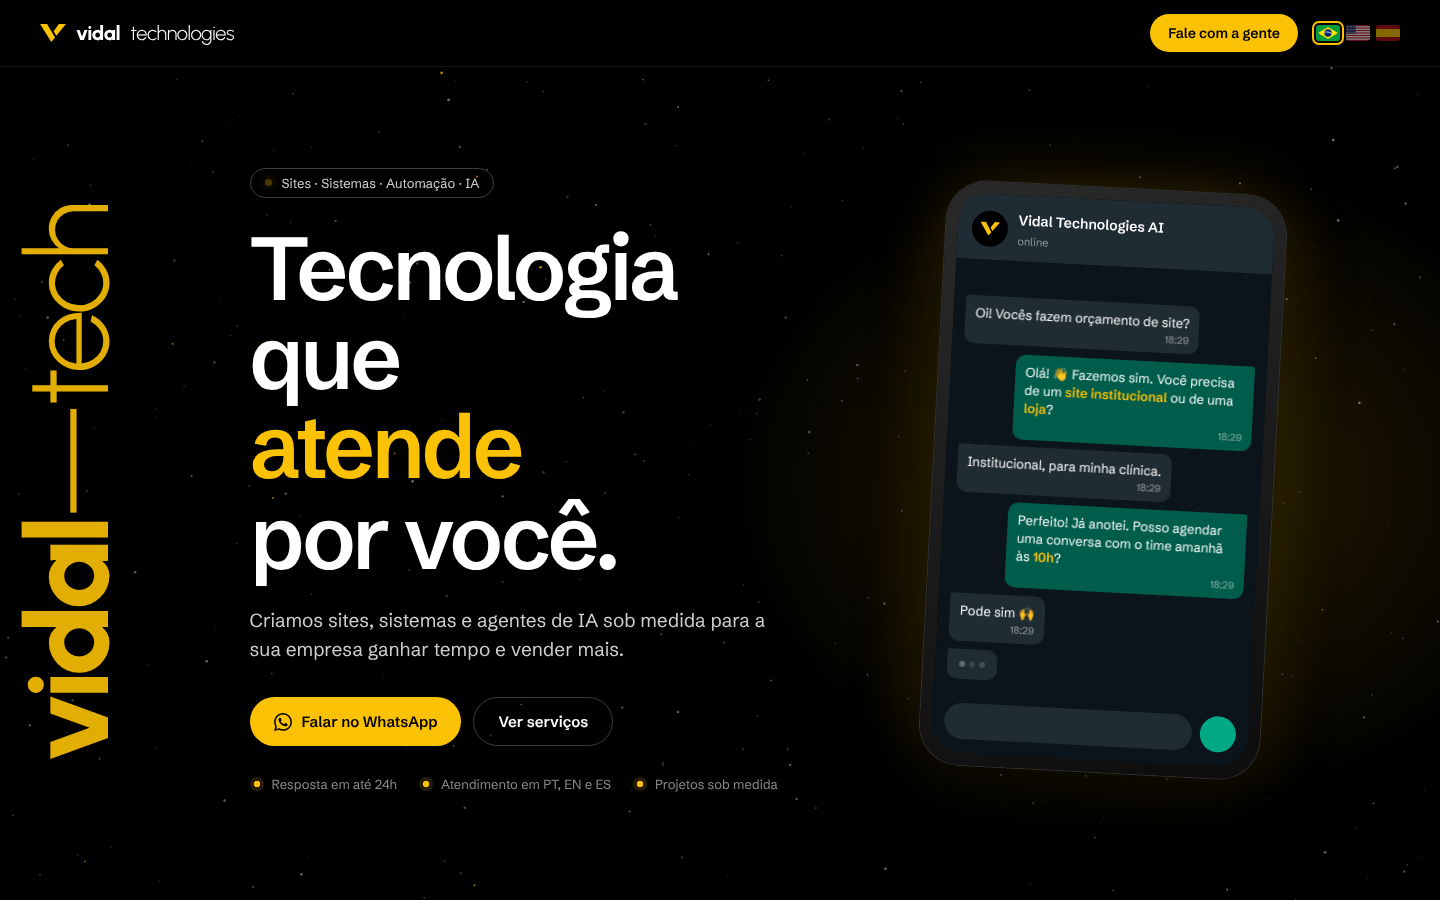 vidal technologies
Fale com a gente
vidal—tech
Sites · Sistemas · Automação · IA
Tecnologia
que
atende
por você.
Criamos sites, sistemas e agentes de IA sob medida para a
sua empresa ganhar tempo e vender mais.
Falar no WhatsApp
Ver serviços
Resposta em até 24h
Atendimento em PT, EN e ES
Projetos sob medida
Vidal Technologies AI
online
Oi! Vocês fazem orçamento de site?
18:29
Olá! 👋 Fazemos sim. Você precisa
de um site institucional ou de uma
loja?
18:29
Institucional, para minha clínica.
18:29
Perfeito! Já anotei. Posso agendar
uma conversa com o time amanhã
às 10h?
18:29
Pode sim 🙌
18:29